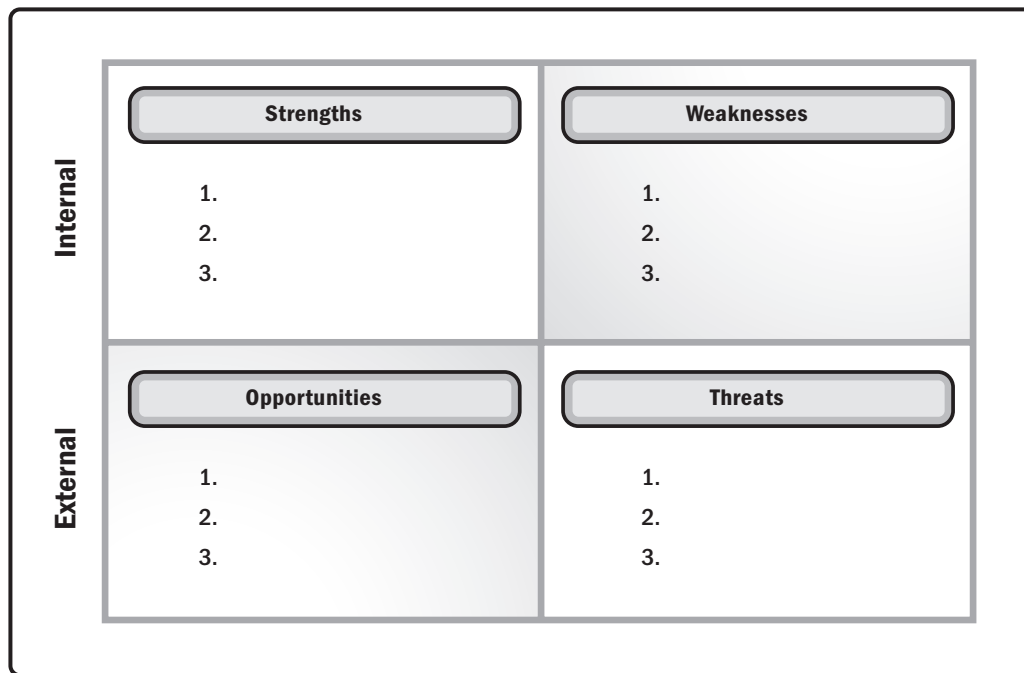 Internal
Strengths
1.
2.
3.
Weaknesses
1.
2.
3.
External
Opportunities
1.
2.
3.
Threats
1.
2.
3.